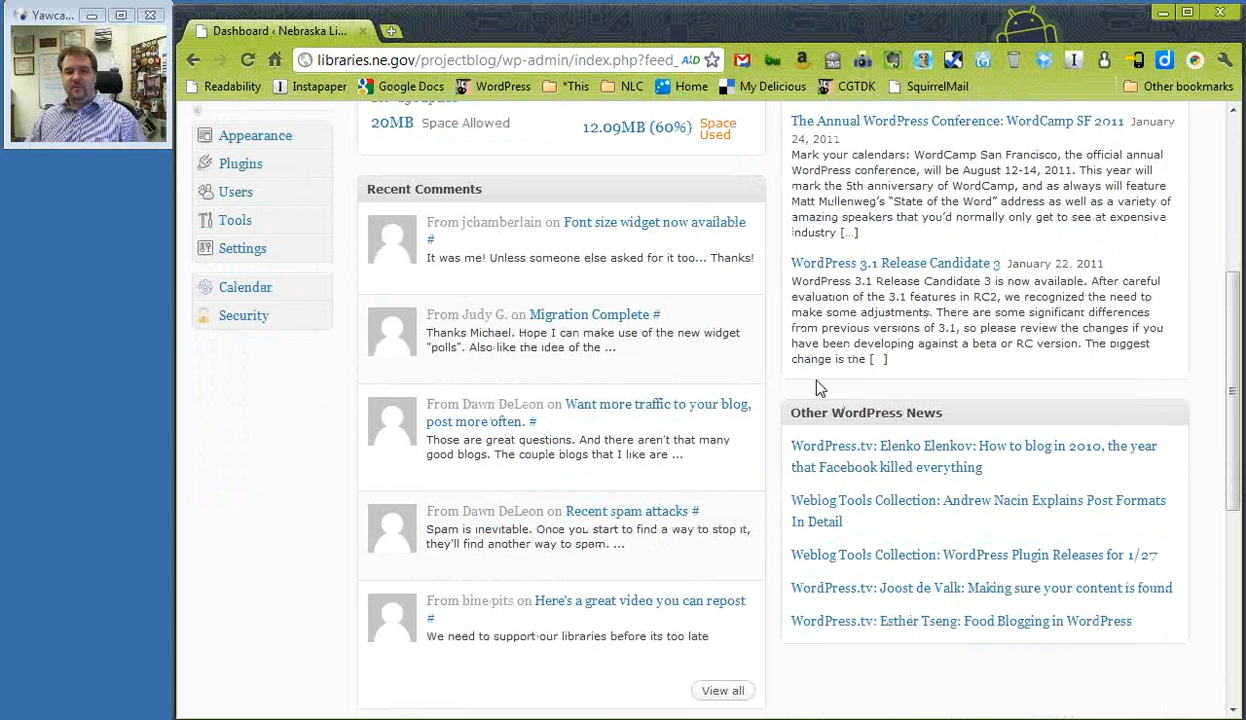 Yawca...
Dashboard ‹ Nebraska Li...
libraries.ne.gov/projectblog/wp-admin/index.php?feed_
Readability
Instapaper
Google Docs
WordPress
*This
NLC
Home
My Delicious
CGTDK
SquirrelMail
Other bookmarks
Appearance
Plugins
Users
Tools
Settings
Calendar
Security
20MB Space Allowed
12.09MB (60%) Space
Used
Recent Comments
From jchamberlain on Font size widget now available
#
It was me! Unless someone else asked for it too... Thanks!
From Judy G. on Migration Complete #
Thanks Michael. Hope I can make use of the new widget
"polls". Also like the idea of the ...
From Dawn DeLeon on Want more traffic to your blog,
post more often. #
Those are great questions. And there aren't that many
good blogs. The couple blogs that I like are ...
From Dawn DeLeon on Recent spam attacks #
Spam is inevitable. Once you start to find a way to stop it,
they'll find another way to spam. ...
From bine pits on Here's a great video you can repost
#
We need to support our libraries before its too late
View all
The Annual WordPress Conference: WordCamp SF 2011 January
24, 2011
Mark your calendars: WordCamp San Francisco, the official annual
WordPress conference, will be August 12-14, 2011. This year will
mark the 5th anniversary of WordCamp, and as always will feature
Matt Mullenweg's "State of the Word" address as well as a variety of
amazing speakers that you'd normally only get to see at expensive
industry [...]
WordPress 3.1 Release Candidate 3 January 22, 2011
WordPress 3.1 Release Candidate 3 is now available. After careful
evaluation of the 3.1 features in RC2, we recognized the need to
make some adjustments. There are some significant differences
from previous versions of 3.1, so please review the changes if you
have been developing against a beta or RC version. The biggest
change is the [ ]
Other WordPress News
WordPress.tv: Elenko Elenkov: How to blog in 2010, the year
that Facebook killed everything
Weblog Tools Collection: Andrew Nacin Explains Post Formats
In Detail
Weblog Tools Collection: WordPress Plugin Releases for 1/27
WordPress.tv: Joost de Valk: Making sure your content is found
WordPress.tv: Esther Tseng: Food Blogging in WordPress